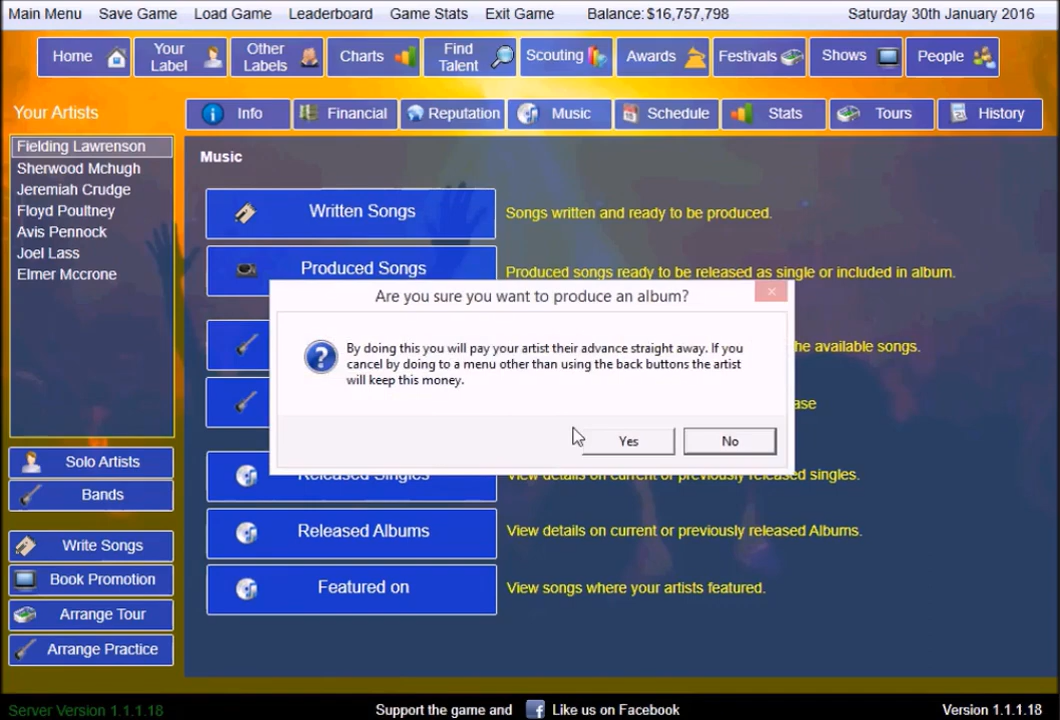 Main Menu Save Game Load Game Leaderboard Game Stats Exit Game Balance: $16,757,798 Saturday 30th January 2016
Home Your Label Other Labels Charts Find Talent Scouting Awards Festivals Shows People
Your Artists
Info Financial Reputation Music Schedule Stats Tours History
Fielding Lawrenson
Sherwood Mchugh
Jeremiah Crudge
Floyd Poultney
Avis Pennock
Joel Lass
Elmer Mccrone
Solo Artists
Bands
Write Songs
Book Promotion
Arrange Tour
Arrange Practice
Music
Written Songs Songs written and ready to be produced.
Produced Songs Produced songs ready to be released as single or included in album.
Are you sure you want to produce an album?
By doing this you will pay your artist their advance straight away. If you
cancel by doing to a menu other than using the back buttons the artist
will keep this money.
Yes No
he available songs.
ase
Released Singles View details on current or previously released singles.
Released Albums View details on current or previously released Albums.
Featured on View songs where your artists featured.
Server Version 1.1.1.18 Support the game and Like us on Facebook Version 1.1.1.18